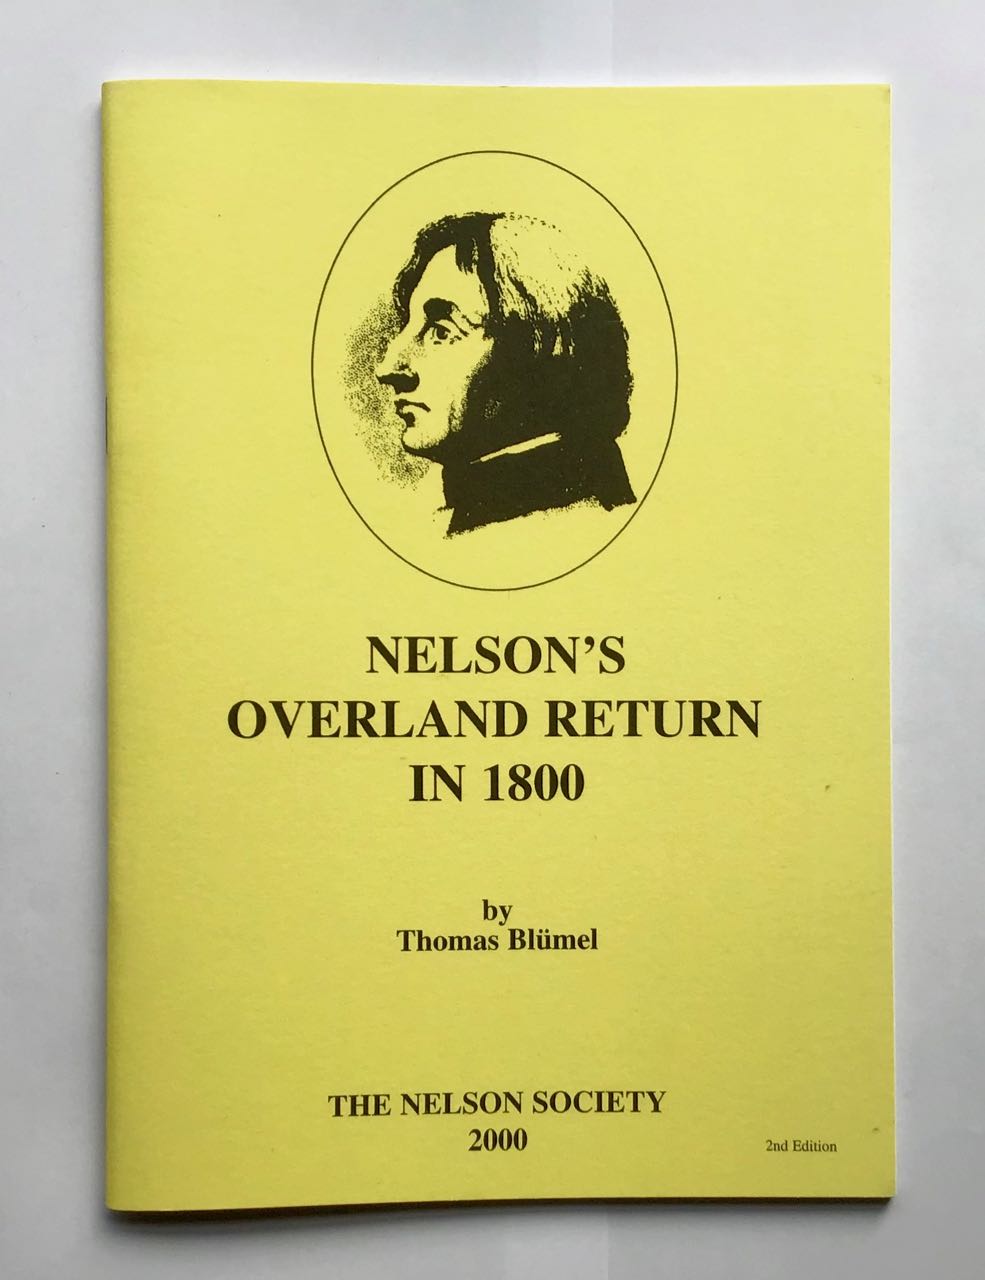 NELSON’S
OVERLAND RETURN
IN 1800
by
Thomas Blümel
THE NELSON SOCIETY
2000
2nd Edition